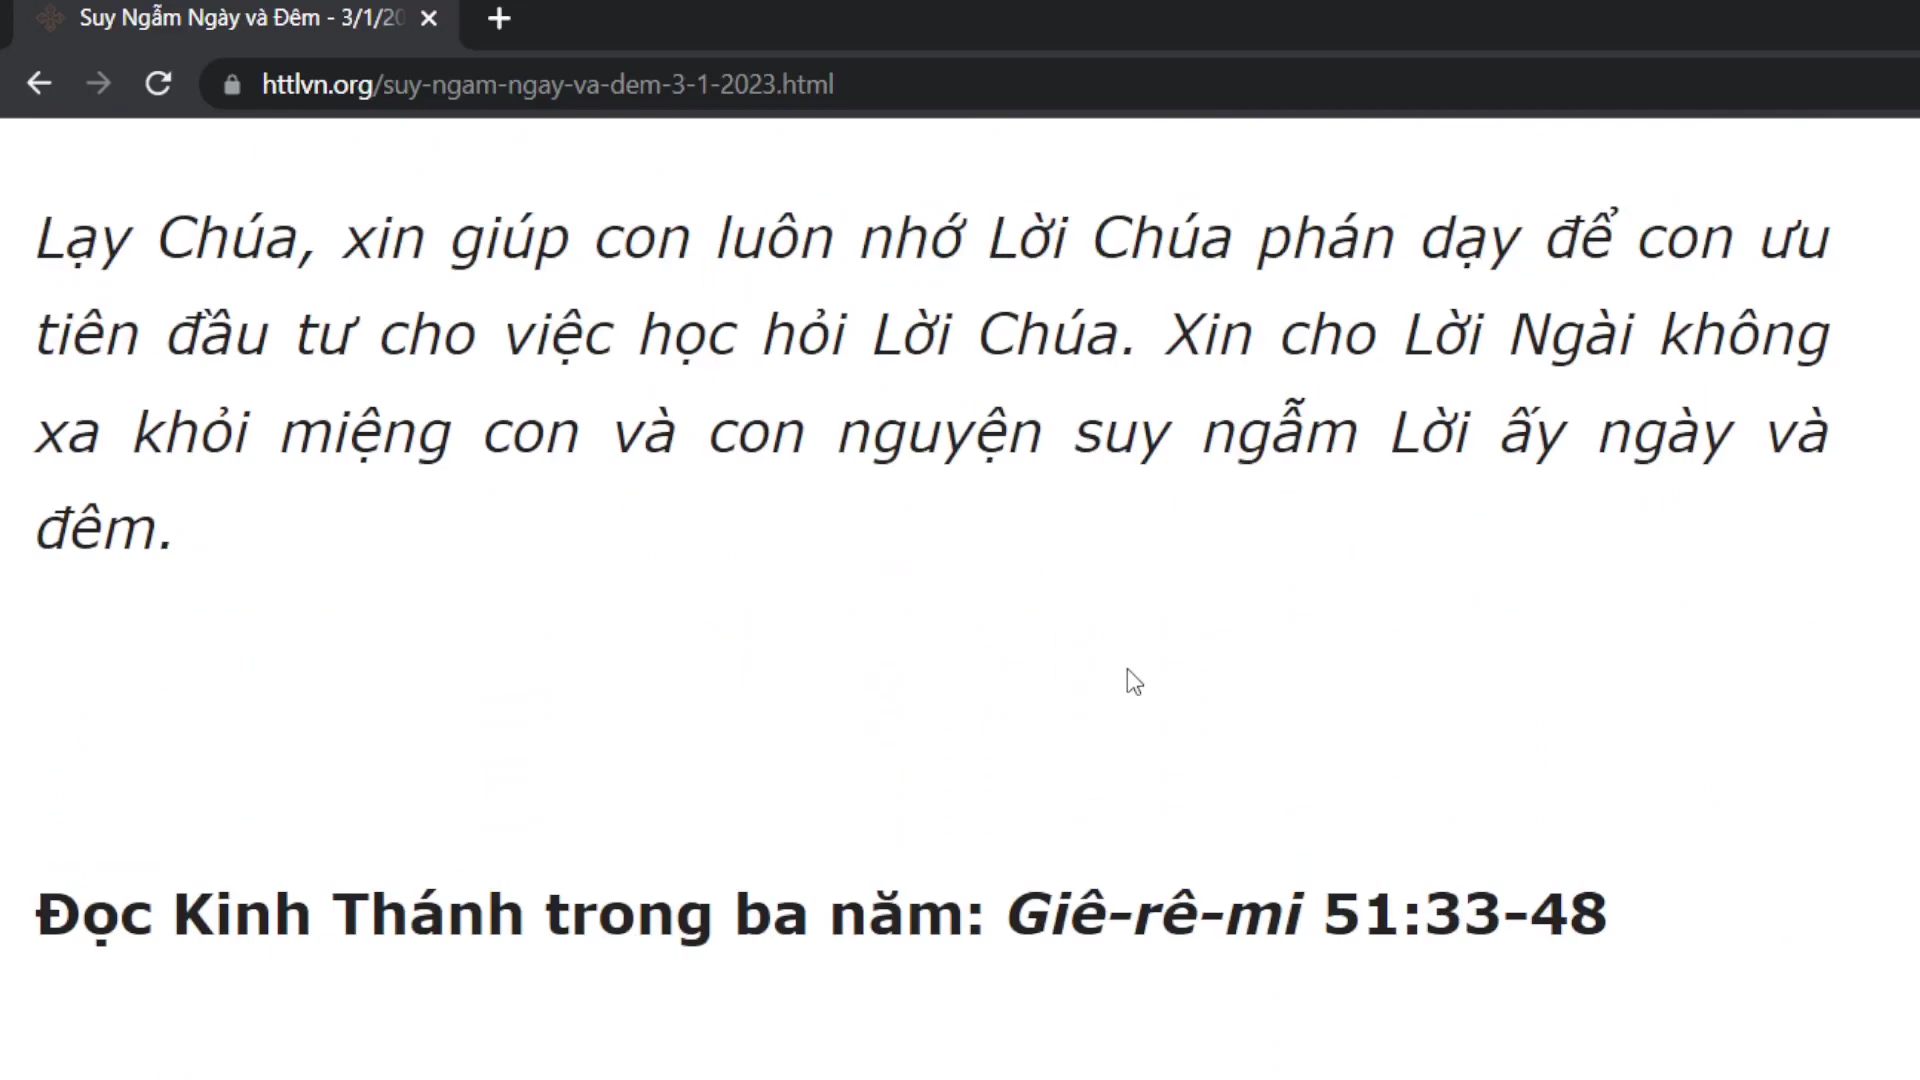 Suy Ngẫm Ngày và Đêm - 3/1/20
httlvn.org/suy-ngam-ngay-va-dem-3-1-2023.html
Lạy Chúa, xin giúp con luôn nhớ Lời Chúa phán dạy để con ưu
tiên đầu tư cho việc học hỏi Lời Chúa. Xin cho Lời Ngài không
xa khỏi miệng con và con nguyện suy ngẫm Lời ấy ngày và
đêm.
Đọc Kinh Thánh trong ba năm: Giê-rê-mi 51:33-48